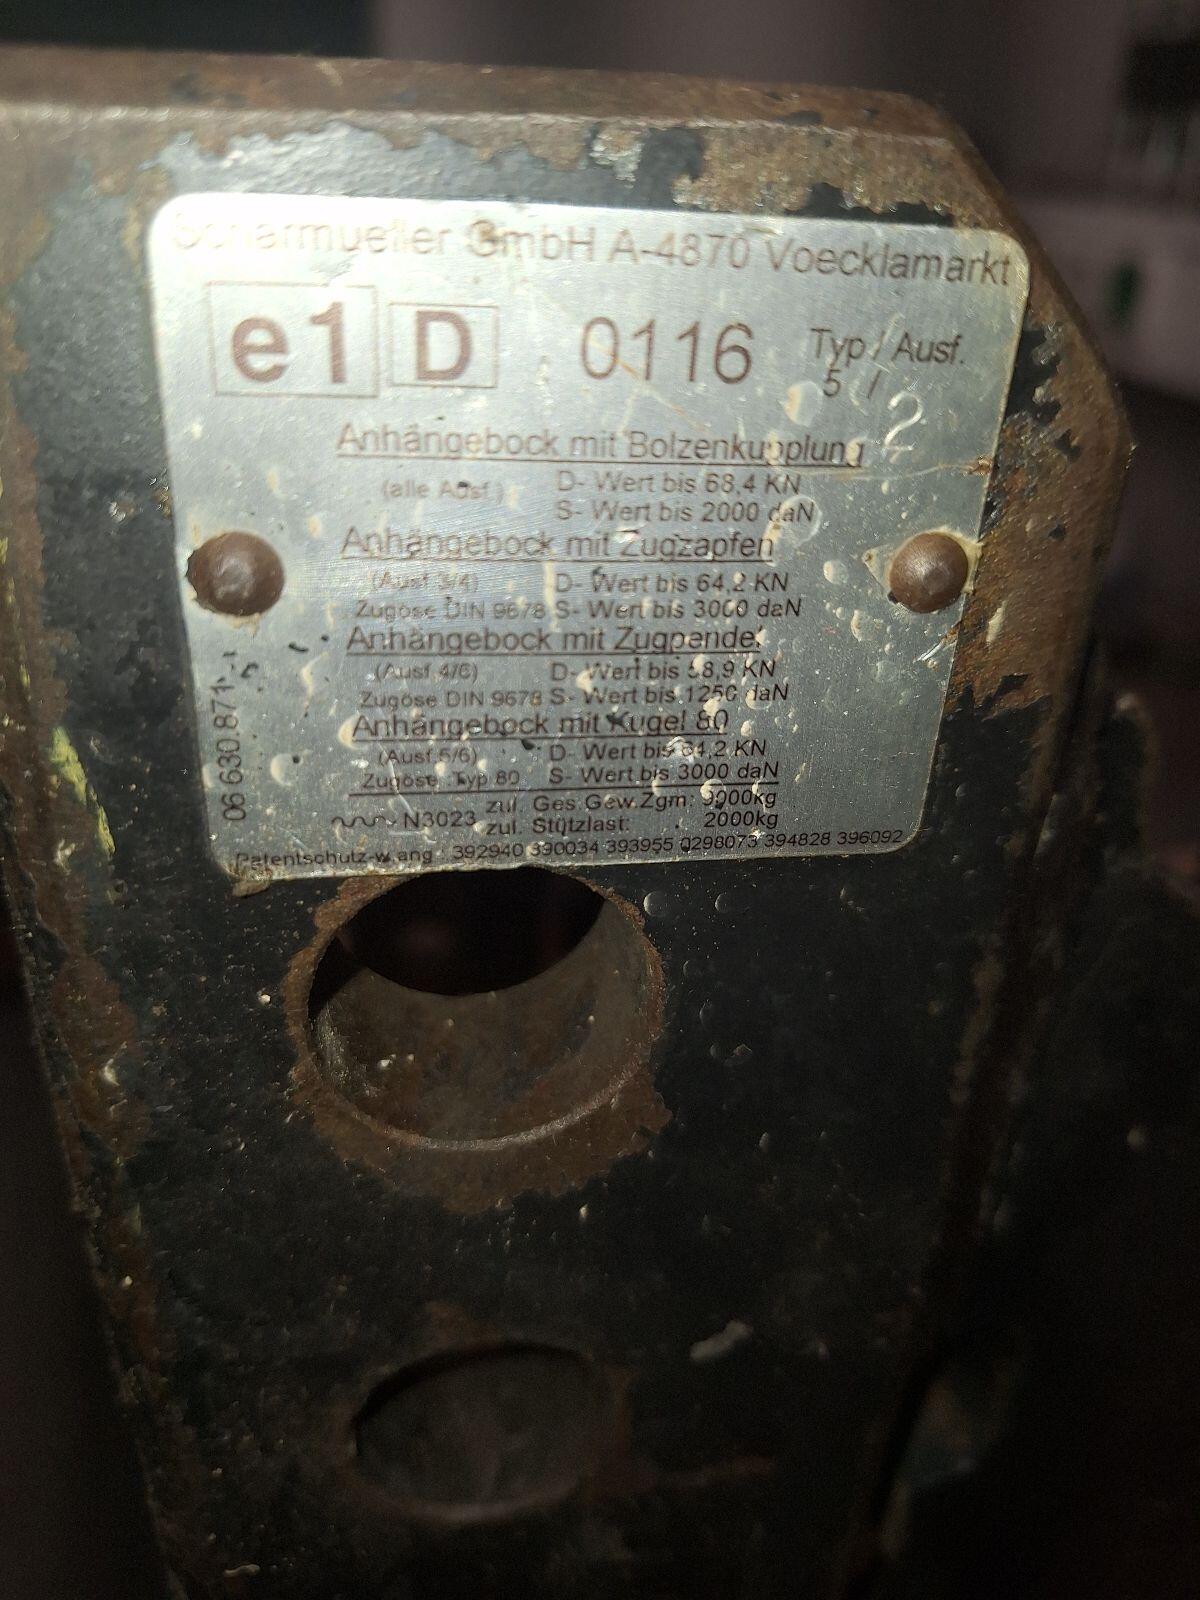 Scharmueller GmbH A-4870 Voecklamarkt
e1 D 0116 Typ / Ausf.
5 / 2
Anhängebock mit Bolzenkupplung
(alle Ausf.) D- Wert bis 68,4 KN
S- Wert bis 2000 daN
Anhängebock mit Zugzapfen
(Ausf 3/4) D- Wert bis 64,2 KN
Zugöse DIN 9678 S- Wert bis 3000 daN
Anhängebock mit Zugpendel
(Ausf 4/6) D- Wert bis 58,9 KN
Zugöse DIN 9678 S- Wert bis 1250 daN
Anhängebock mit Kugel 80
(Ausf.5/6) D- Wert bis 64,2 KN
Zugöse Typ 80 S- Wert bis 3000 daN
N3023 zul. Ges.Gew.Zgm: 9000kg
zul. Stützlast: 2000kg
Patentschutz-w.ang.: 392940 390034 393955 0298073 394828 396092
06 630.871